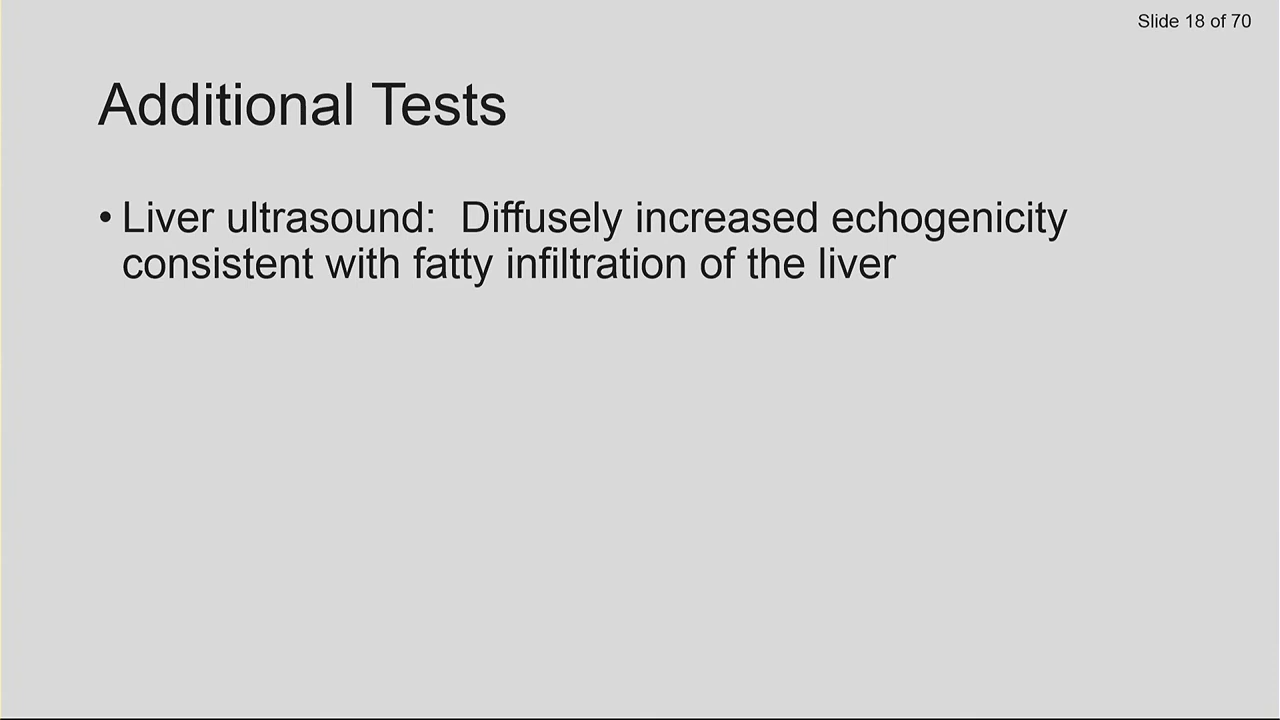 Slide 18 of 70
Additional Tests
• Liver ultrasound:  Diffusely increased echogenicity
consistent with fatty infiltration of the liver